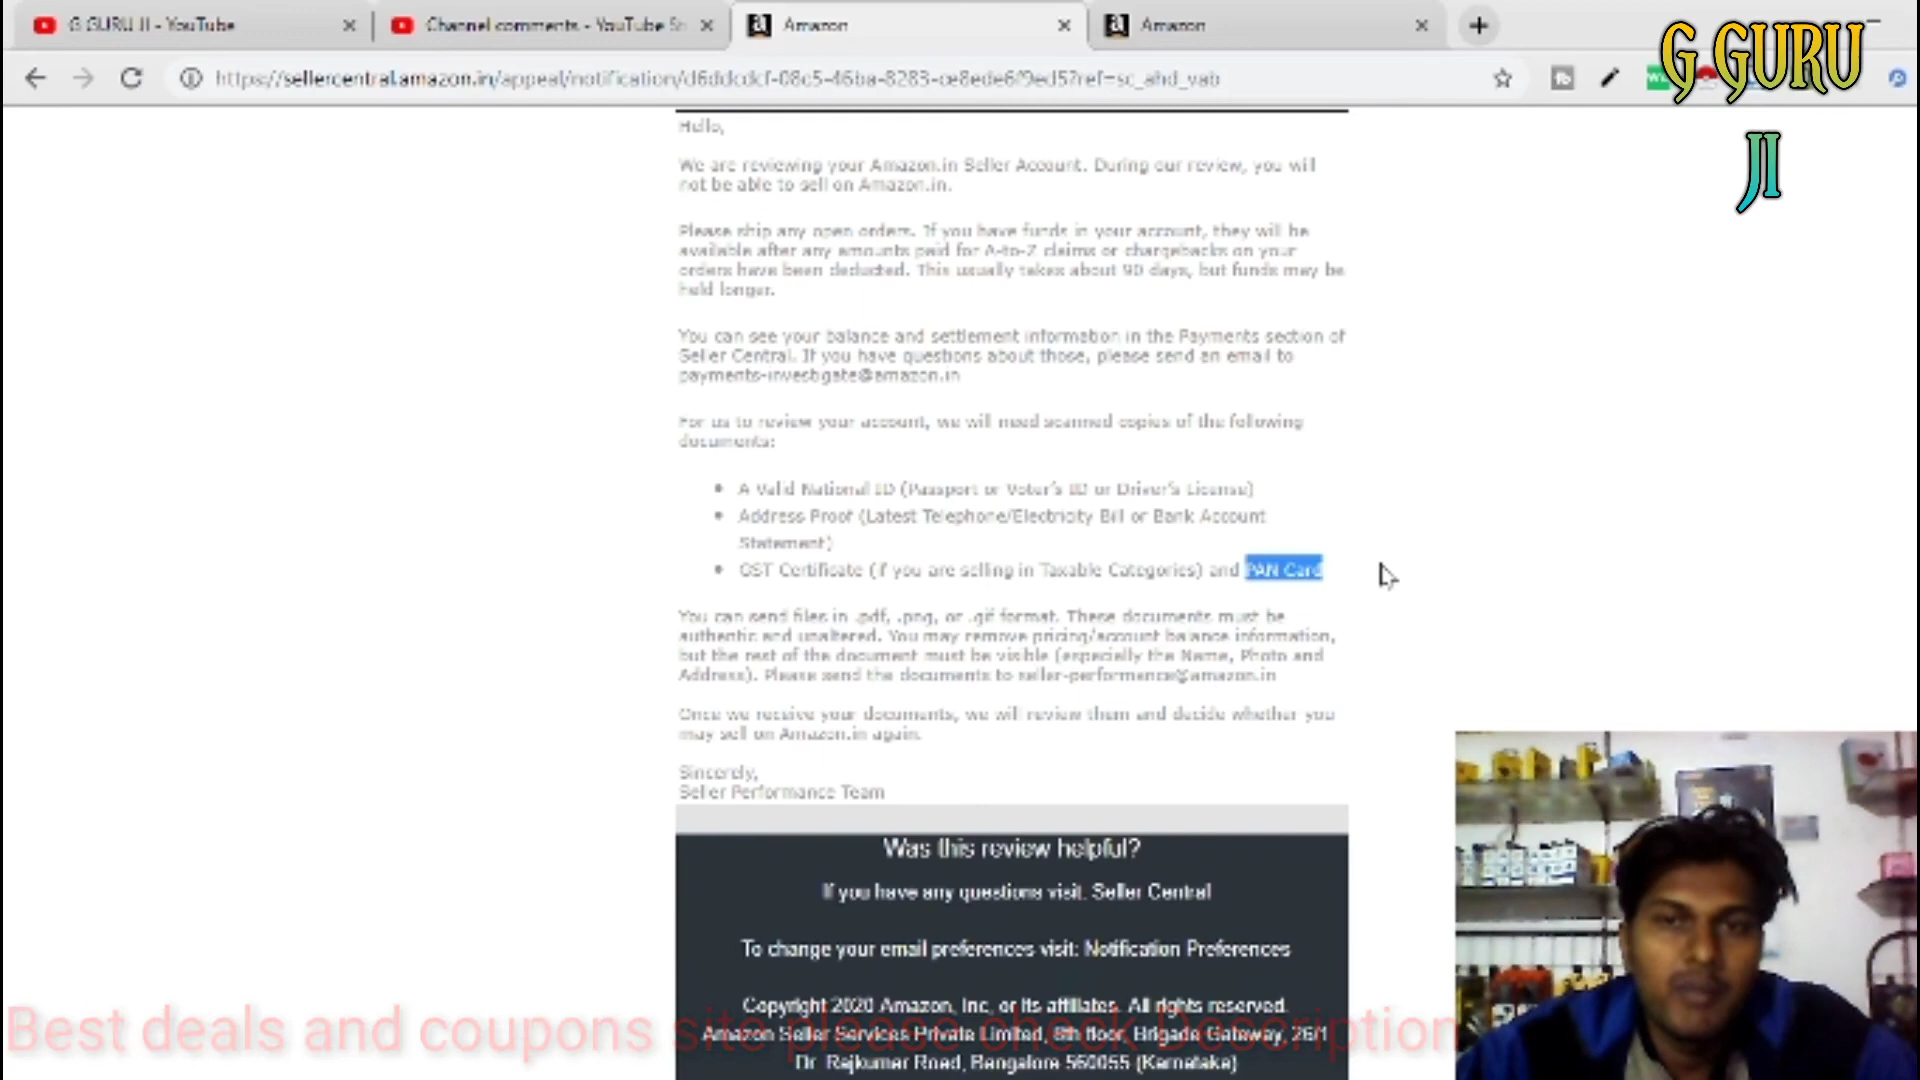 G GURU JI - YouTube
Channel comments - YouTube St
Amazon
Amazon
https://sellercentral.amazon.in/appeal/notification/d6ddcdcf-08c5-46ba-8283-ce8ede6f9ed5?ref=sc_ahd_vab
G GURU
JI
Hello,
We are reviewing your Amazon.in Seller Account. During our review, you will
not be able to sell on Amazon.in.
Please ship any open orders. If you have funds in your account, they will be
available after any amounts paid for A-to-Z claims or chargebacks on your
orders have been deducted. This usually takes about 90 days, but funds may be
held longer.
You can see your balance and settlement information in the Payments section of
Seller Central. If you have questions about those, please send an email to
payments-investigate@amazon.in
For us to review your account, we will need scanned copies of the following
documents:
• A Valid National ID (Passport or Voter's ID or Driver's License)
• Address Proof (Latest Telephone/Electricity Bill or Bank Account
Statement)
• GST Certificate (if you are selling in Taxable Categories) and PAN Card
You can send files in .pdf, .png, or .gif format. These documents must be
authentic and unaltered. You may remove pricing/account balance information,
but the rest of the document must be visible (especially the Name, Photo and
Address). Please send the documents to seller-performance@amazon.in
Once we receive your documents, we will review them and decide whether you
may sell on Amazon.in again.
Sincerely,
Seller Performance Team
Was this review helpful?
If you have any questions visit: Seller Central
To change your email preferences visit: Notification Preferences
Copyright 2020 Amazon, Inc, or its affiliates. All rights reserved.
Amazon Seller Services Private Limited, 8th floor, Brigade Gateway, 26/1
Dr. Rajkumar Road, Bangalore 560055 (Karnataka)
Best deals and coupons site please check Description